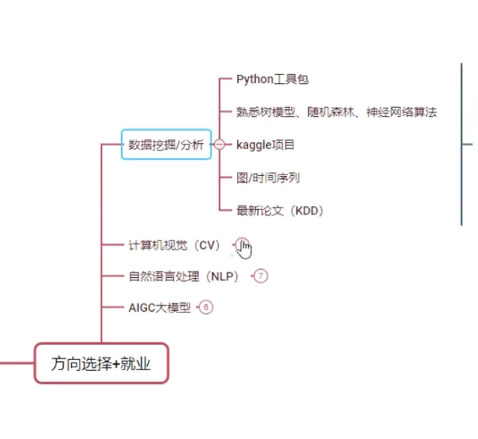 Python工具包
熟悉树模型、随机森林、神经网络算法
数据挖掘/分析
kaggle项目
图/时间序列
最新论文（KDD）
计算机视觉（CV）
自然语言处理（NLP）
7
AIGC大模型
6
方向选择+就业